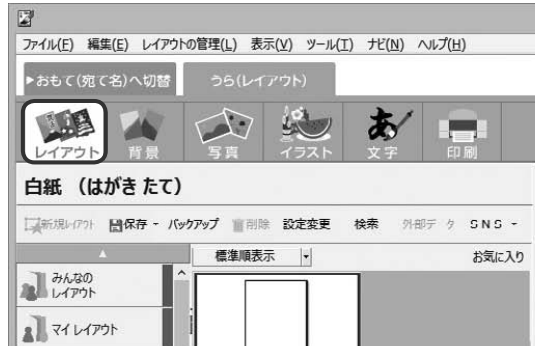 ファイル(F) 編集(E) レイアウトの管理(L) 表示(V) ツール(T) ナビ(N) ヘルプ(H)
▶おもて(宛て名)へ切替 うら(レイアウト)
レイアウト 背景 写真 イラスト 文字 印刷
白紙 (はがき たて)
新規レイアウト 保存 バックアップ 削除 設定変更 検索 外部データ SNS
標準順表示 お気に入り
みんなの
レイアウト
マイ レイアウト